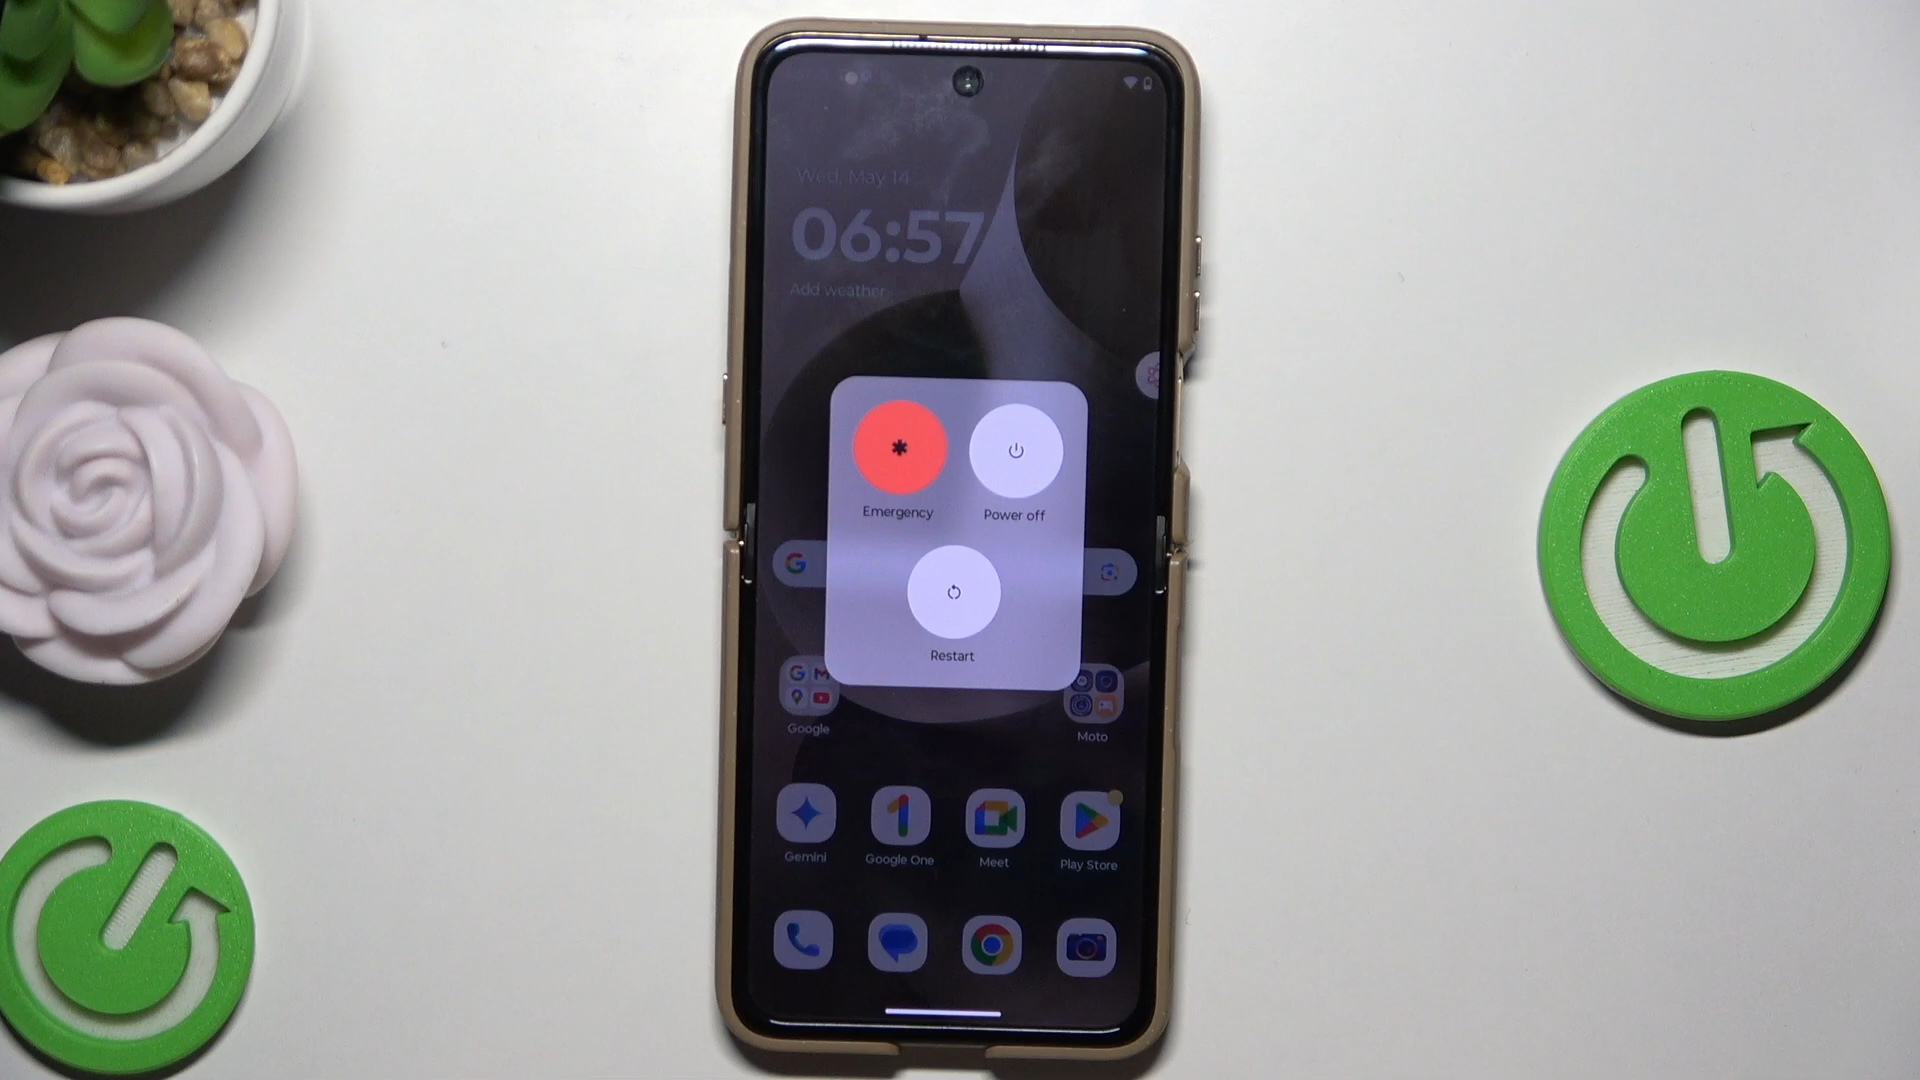 Wed, May 14
06:57
Add weather
Emergency
Power off
Restart
Google
Moto
Gemini
Google One
Meet
Play Store